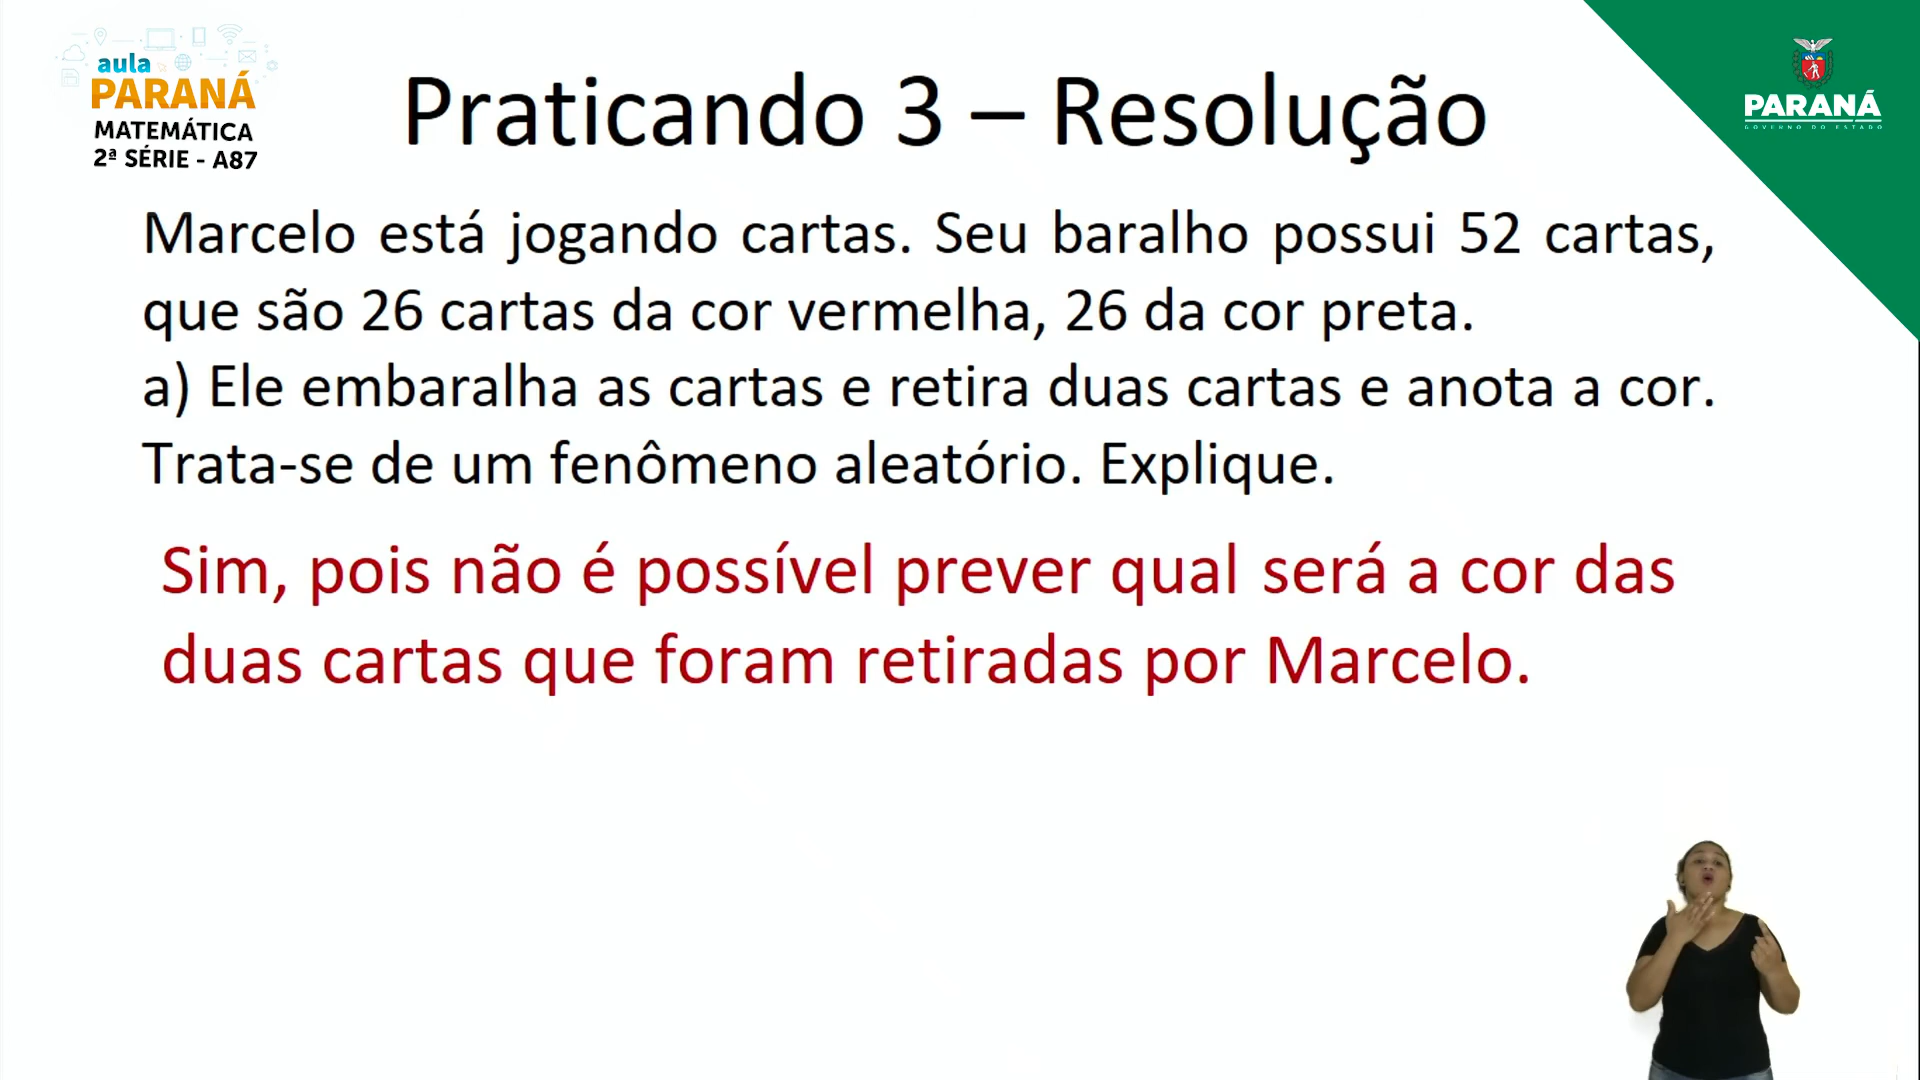 aula
PARANÁ
MATEMÁTICA
2ª SÉRIE - A87
Praticando 3 – Resolução
PARANÁ
GOVERNO DO ESTADO
Marcelo está jogando cartas. Seu baralho possui 52 cartas,
que são 26 cartas da cor vermelha, 26 da cor preta.
a) Ele embaralha as cartas e retira duas cartas e anota a cor.
Trata-se de um fenômeno aleatório. Explique.
Sim, pois não é possível prever qual será a cor das
duas cartas que foram retiradas por Marcelo.